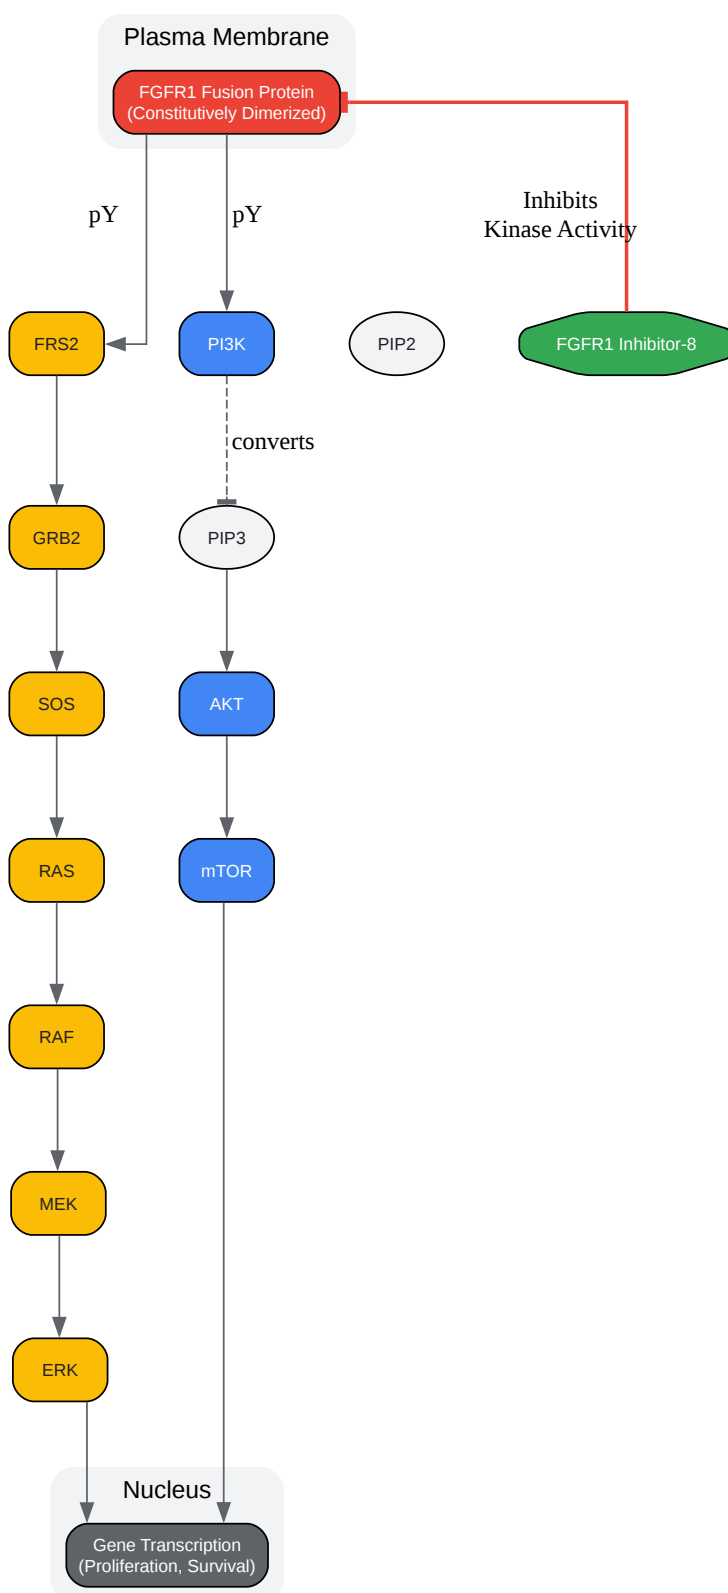 Plasma Membrane
FGFR1 Fusion Protein
(Constitutively Dimerized)
pY
pY
Inhibits
Kinase Activity
FRS2
PI3K
PIP2
FGFR1 Inhibitor-8
converts
GRB2
PIP3
SOS
AKT
RAS
mTOR
RAF
MEK
ERK
Nucleus
Gene Transcription
(Proliferation, Survival)